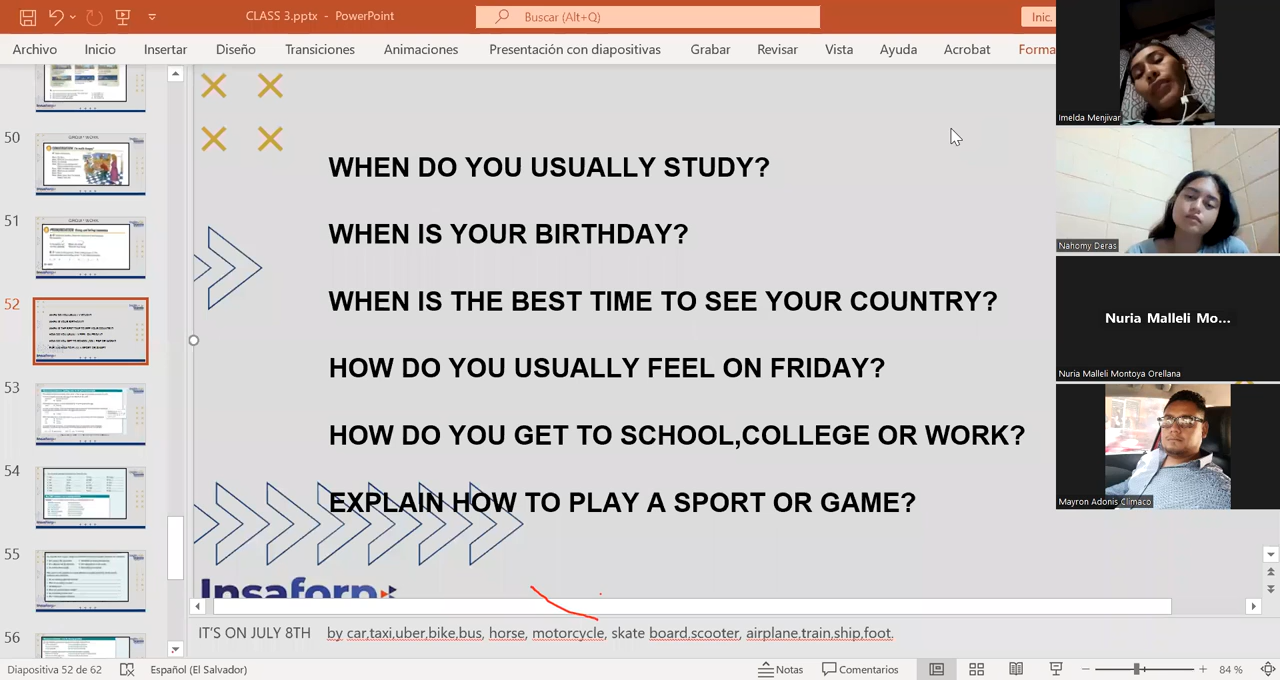 CLASS 3.pptx - PowerPoint
Buscar (Alt+Q)
Inic.
Archivo Inicio Insertar Diseño Transiciones Animaciones Presentación con diapositivas Grabar Revisar Vista Ayuda Acrobat Forma
50
51
52
53
54
55
56
WHEN DO YOU USUALLY STUDY?
WHEN IS YOUR BIRTHDAY?
WHEN IS THE BEST TIME TO SEE YOUR COUNTRY?
HOW DO YOU USUALLY FEEL ON FRIDAY?
HOW DO YOU GET TO SCHOOL,COLLEGE OR WORK?
EXPLAIN HOW TO PLAY A SPORT OR GAME?
Insaforp
IT'S ON JULY 8TH by car,taxi,uber,bike,bus, horse, motorcycle, skate board,scooter, airplne,train,ship,foot.
Imelda Menjivar
Nahomy Deras
Nuria Malleli Mo...
Nuria Malleli Montoya Orellana
Mayron Adonis Climaco
Diapositiva 52 de 62 Español (El Salvador) Notas Comentarios 84 %